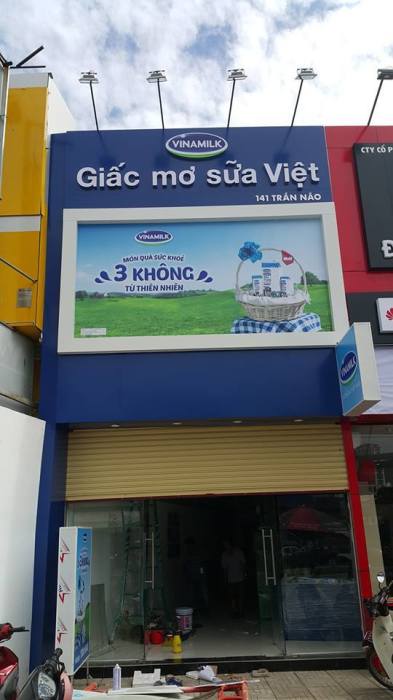 VINAMILK
Giấc mơ sữa Việt
141 TRẦN NÃO
CTY CỔ P
Đ
VINAMILK
MÓN QUÀ SỨC KHỎE
3 KHÔNG
TỪ THIÊN NHIÊN